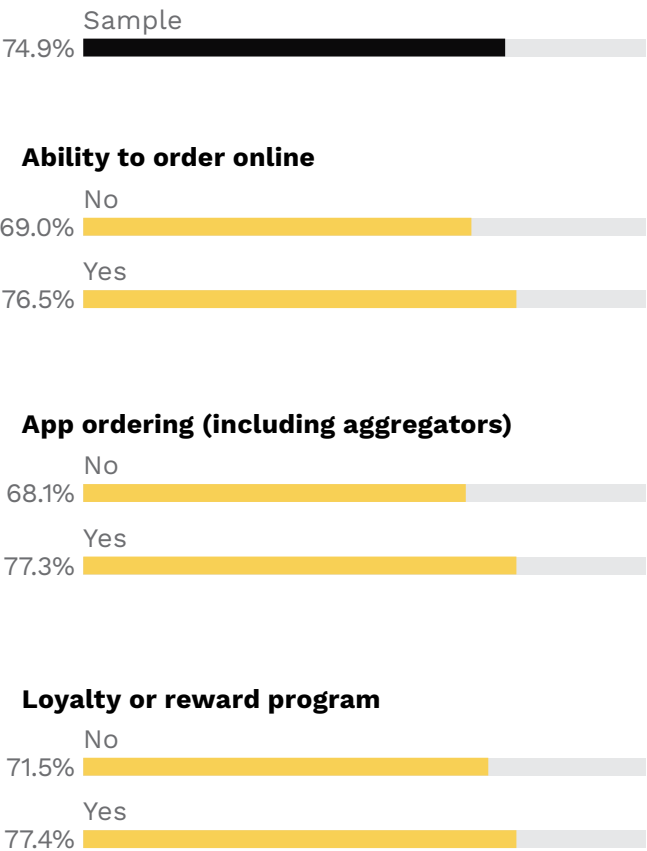 Sample
74.9%
Ability to order online
No
69.0%
Yes
76.5%
App ordering (including aggregators)
No
68.1%
Yes
77.3%
Loyalty or reward program
No
71.5%
Yes
77.4%